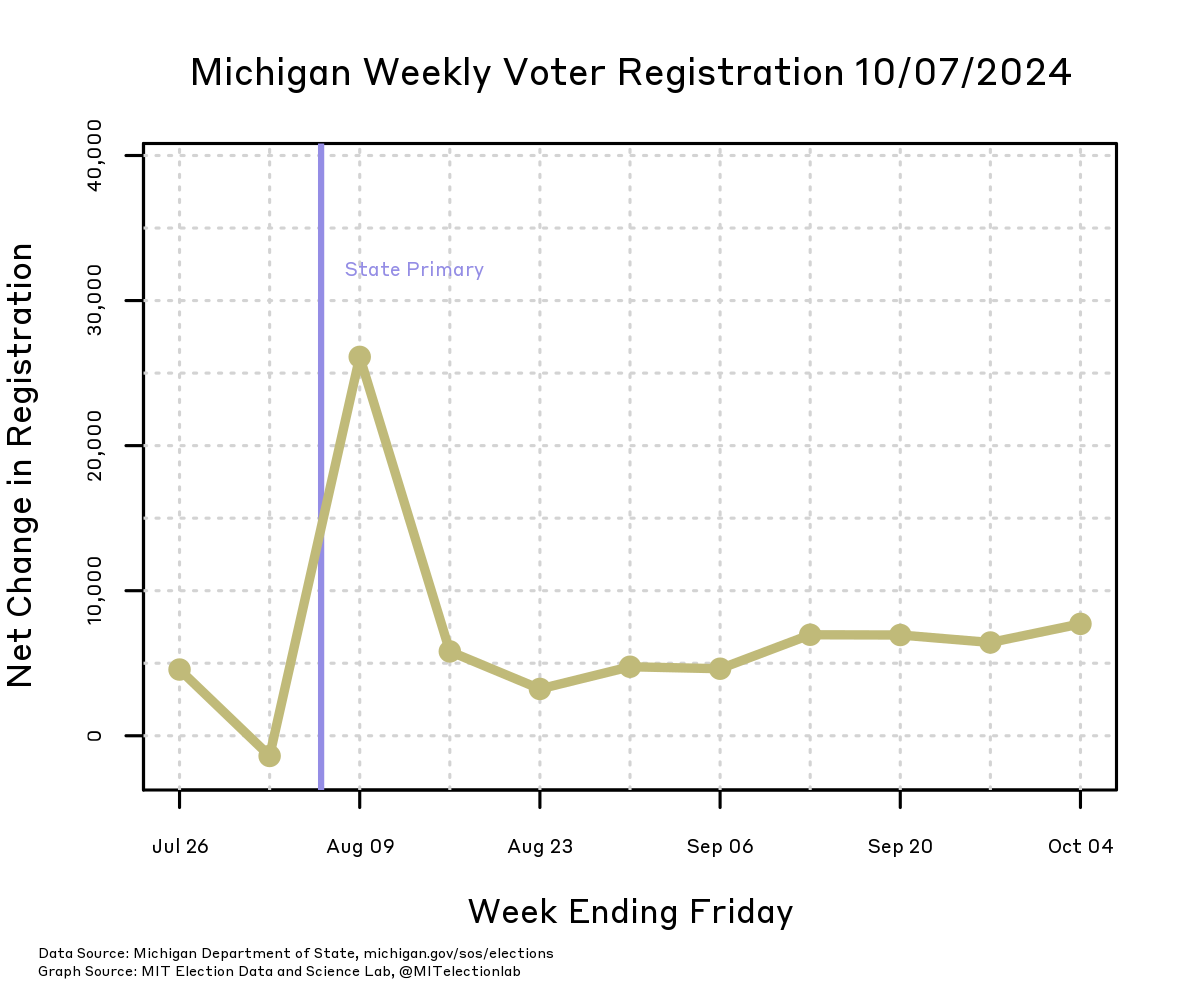 Michigan Weekly Voter Registration 10/07/2024
Net Change in Registration
40,000
30,000
20,000
10,000
0
State Primary
Jul 26 Aug 09 Aug 23 Sep 06 Sep 20 Oct 04
Week Ending Friday
Data Source: Michigan Department of State, michigan.gov/sos/elections
Graph Source: MIT Election Data and Science Lab, @MITelectionlab